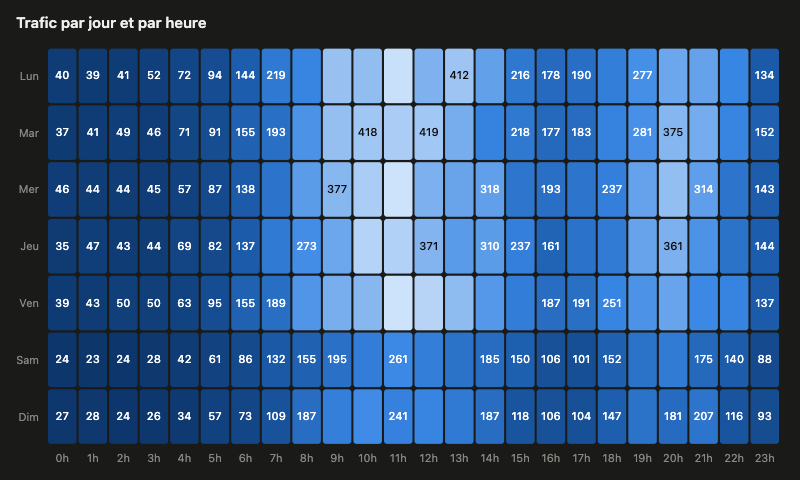 Trafic par jour et par heure
Lun 40 39 41 52 72 94 144 219 412 216 178 190 277 134
Mar 37 41 49 46 71 91 155 193 418 419 218 177 183 281 375 152
Mer 46 44 44 45 57 87 138 377 318 193 237 314 143
Jeu 35 47 43 44 69 82 137 273 371 310 237 161 361 144
Ven 39 43 50 50 63 95 155 189 187 191 251 137
Sam 24 23 24 28 42 61 86 132 155 195 261 185 150 106 101 152 175 140 88
Dim 27 28 24 26 34 57 73 109 187 241 187 118 106 104 147 181 207 116 93
0h 1h 2h 3h 4h 5h 6h 7h 8h 9h 10h 11h 12h 13h 14h 15h 16h 17h 18h 19h 20h 21h 22h 23h